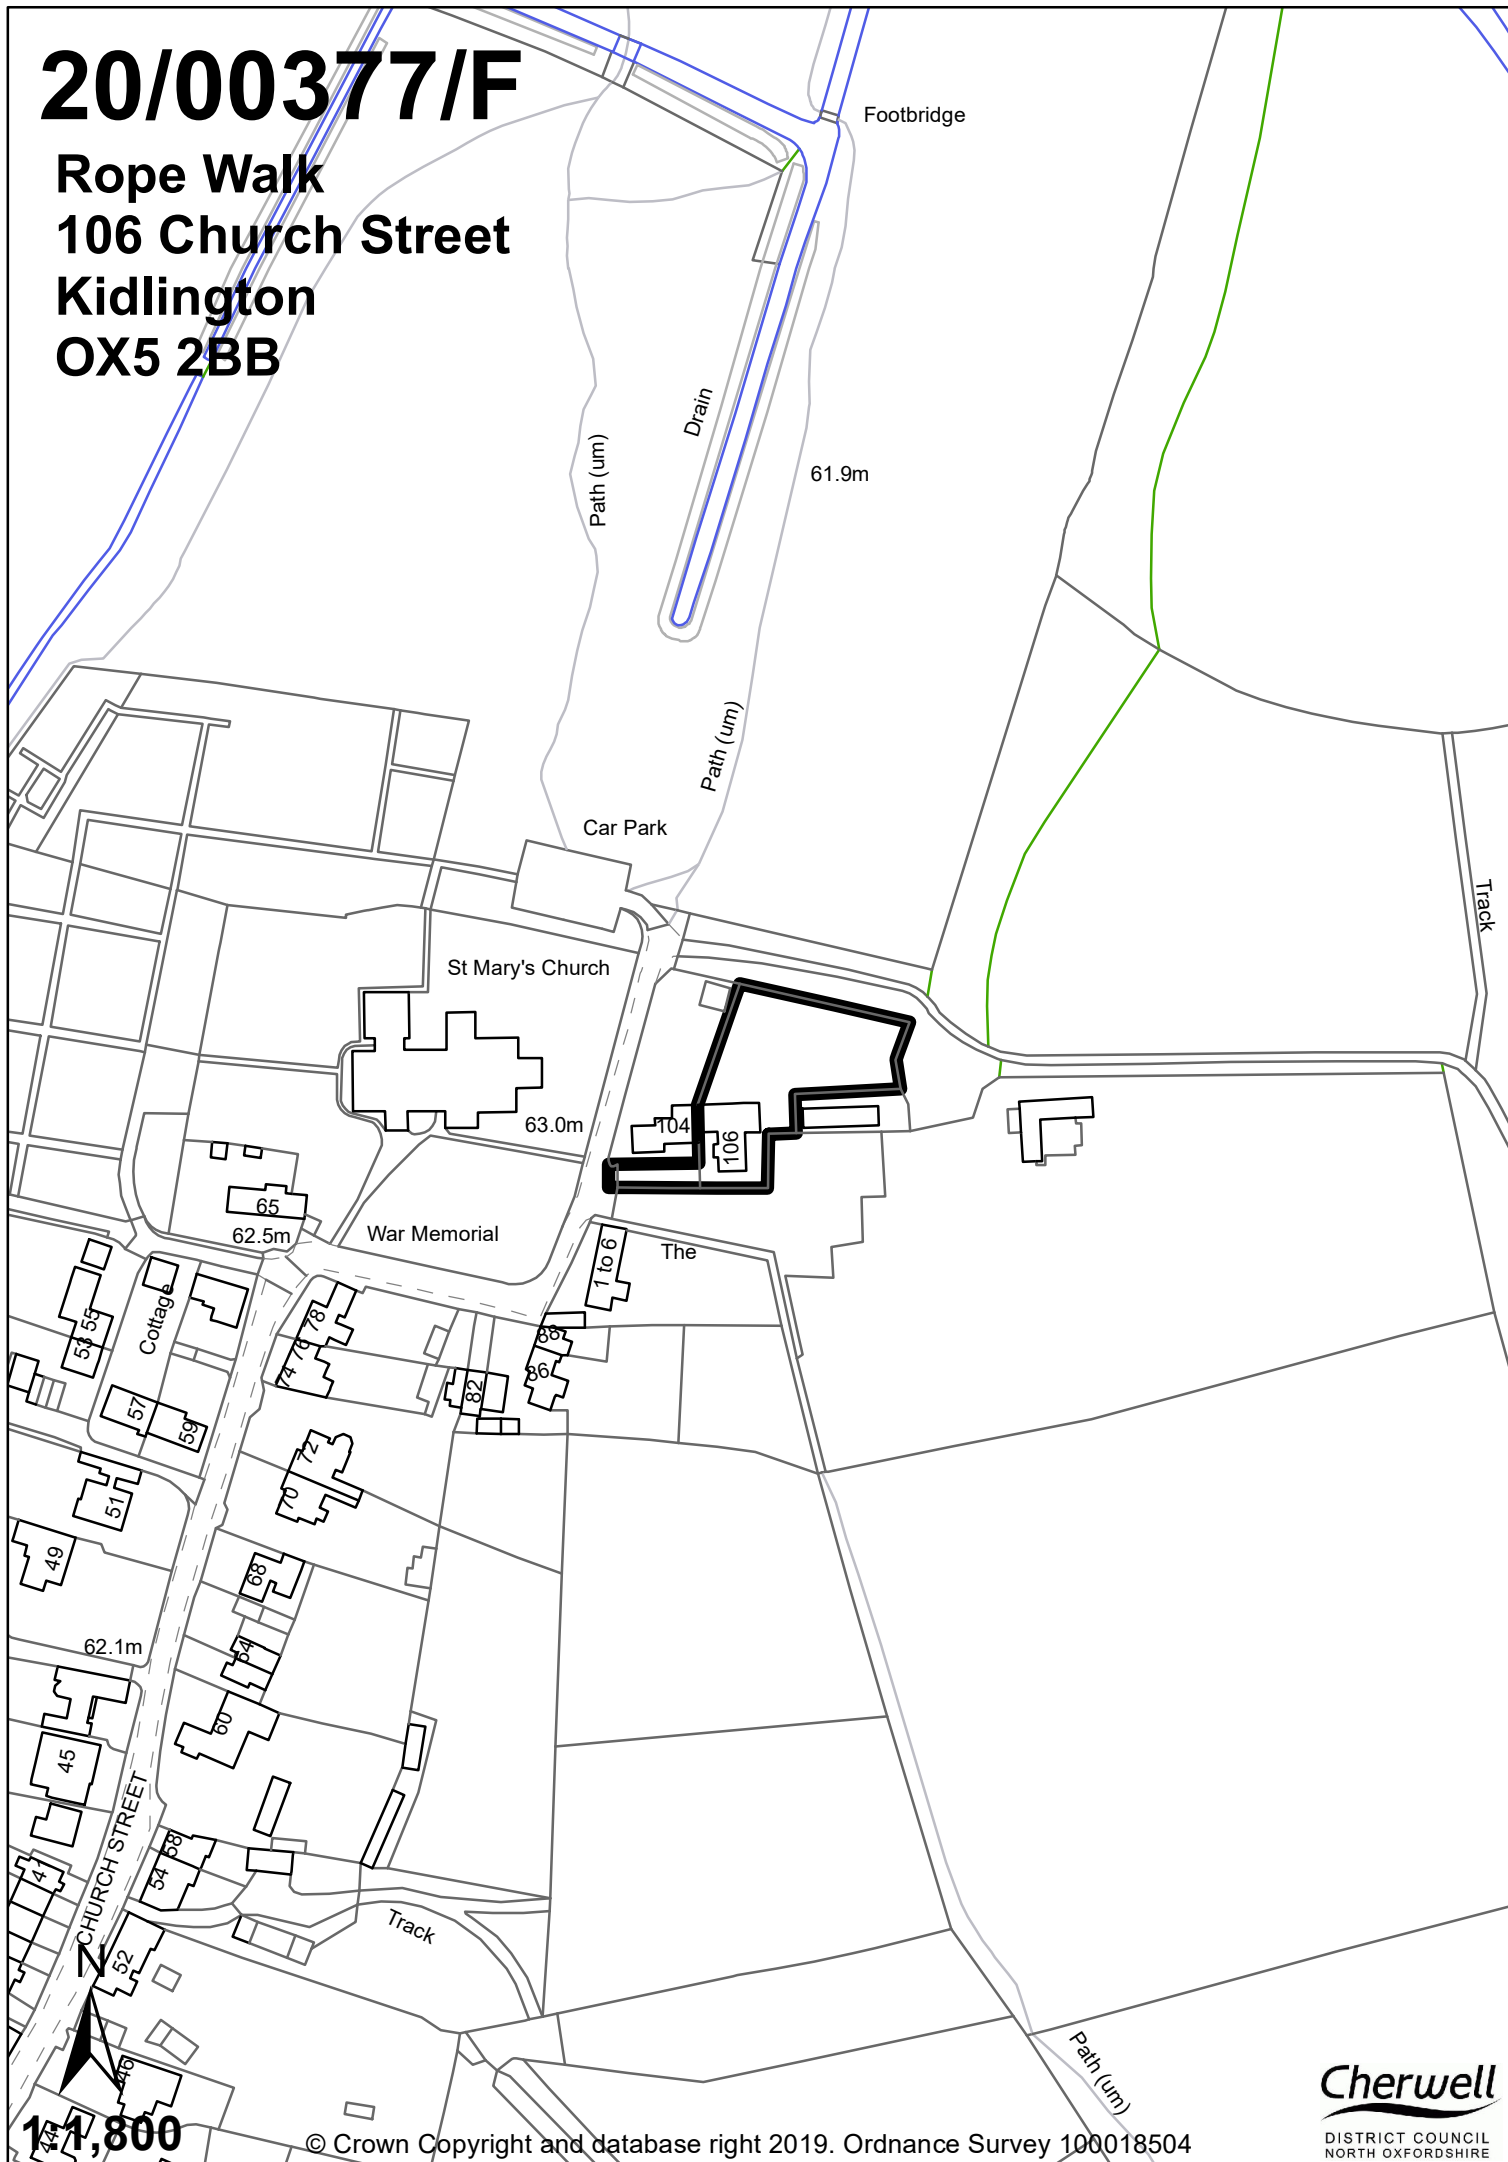 20/00377/F
Rope Walk
106 Church Street
Kidlington
OX5 2BB
Footbridge
Drain
Path (um)
61.9m
Path (um)
Car Park
Track
St Mary's Church
63.0m
104
106
65
62.5m
War Memorial
The
1 to 6
55
53
Cottage
78
76
74
88
86
82
57
59
72
70
51
49
68
64
62.1m
60
45
CHURCH STREET
58
54
41
Track
52
N
46
44
Path (um)
1:1,800
© Crown Copyright and database right 2019. Ordnance Survey 100018504
Cherwell
DISTRICT COUNCIL
NORTH OXFORDSHIRE